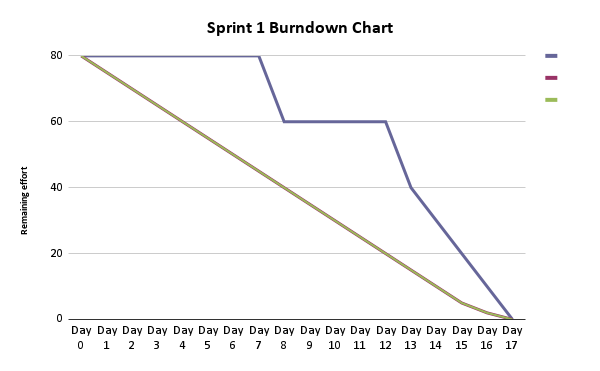 Sprint 1 Burndown Chart
Remaining effort
80
60
40
20
0
Day 0
Day 1
Day 2
Day 3
Day 4
Day 5
Day 6
Day 7
Day 8
Day 9
Day 10
Day 11
Day 12
Day 13
Day 14
Day 15
Day 16
Day 17